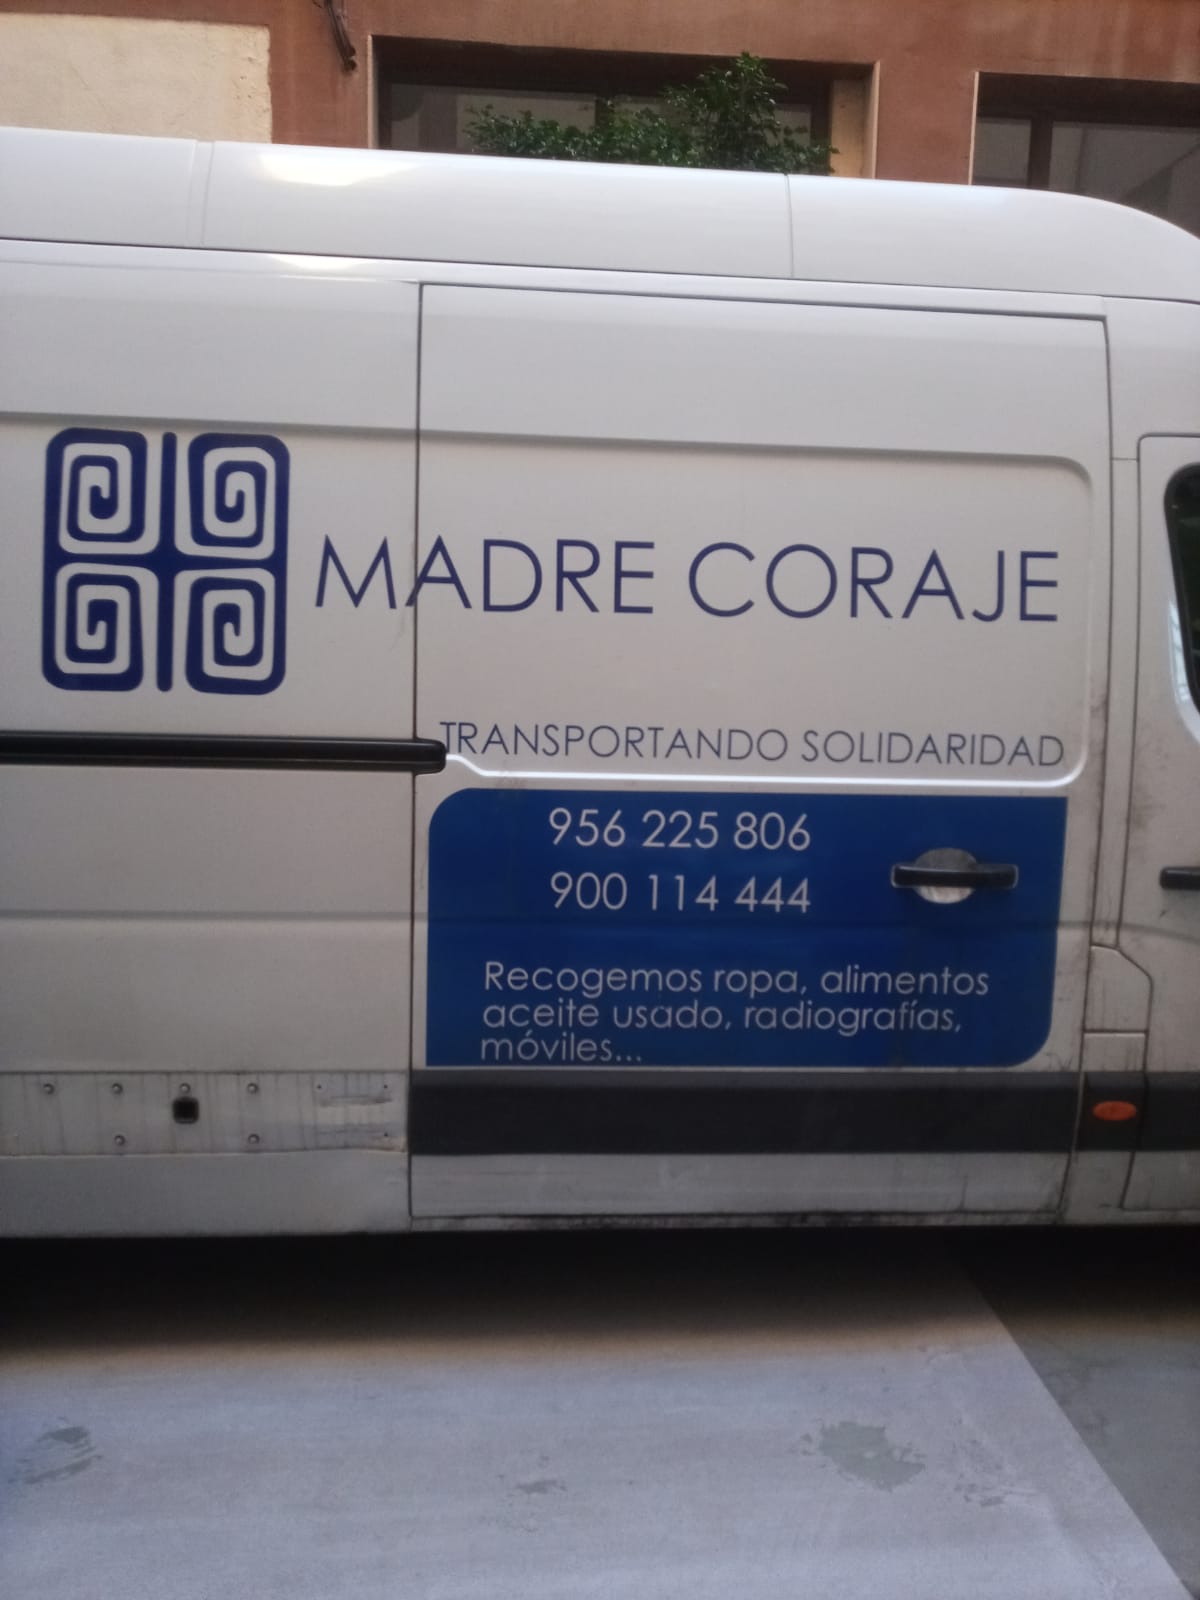 MADRE CORAJE
TRANSPORTANDO SOLIDARIDAD
956 225 806
900 114 444
Recogemos ropa, alimentos
aceite usado, radiografías,
móviles...